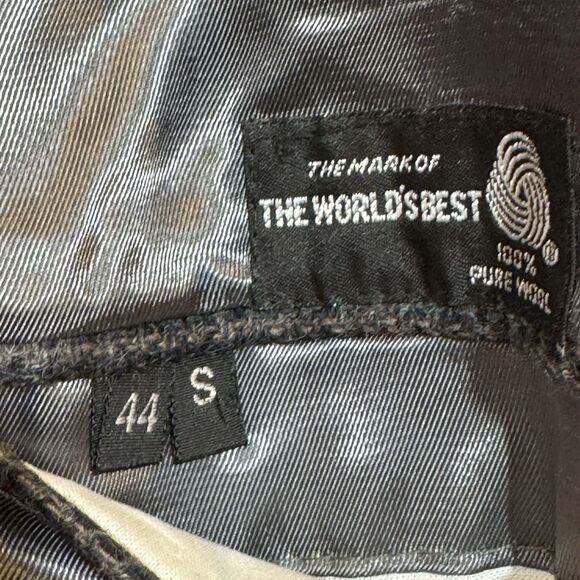 THE MARK OF
THE WORLD'S BEST
®
100%
PURE WOOL
44
S